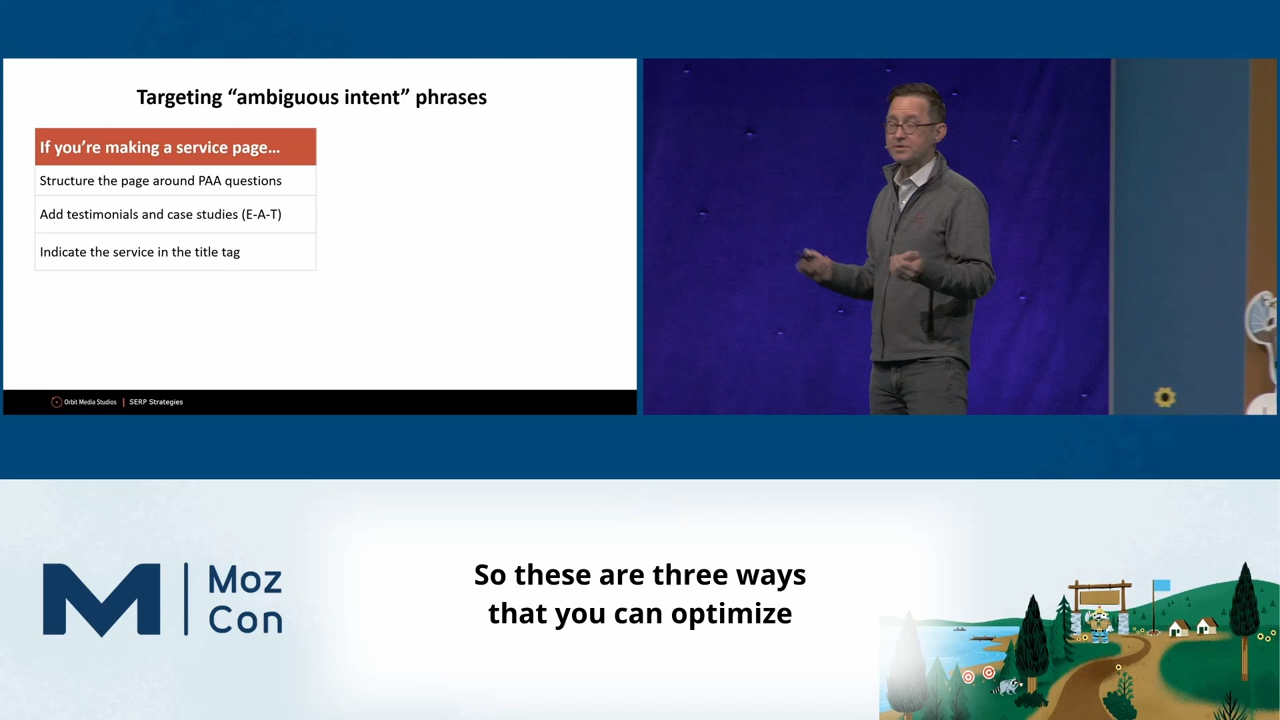 Targeting “ambiguous intent” phrases
If you’re making a service page…
Structure the page around PAA questions
Add testimonials and case studies (E-A-T)
Indicate the service in the title tag
Orbit Media Studios | SERP Strategies
M | Moz
Con
So these are three ways
that you can optimize